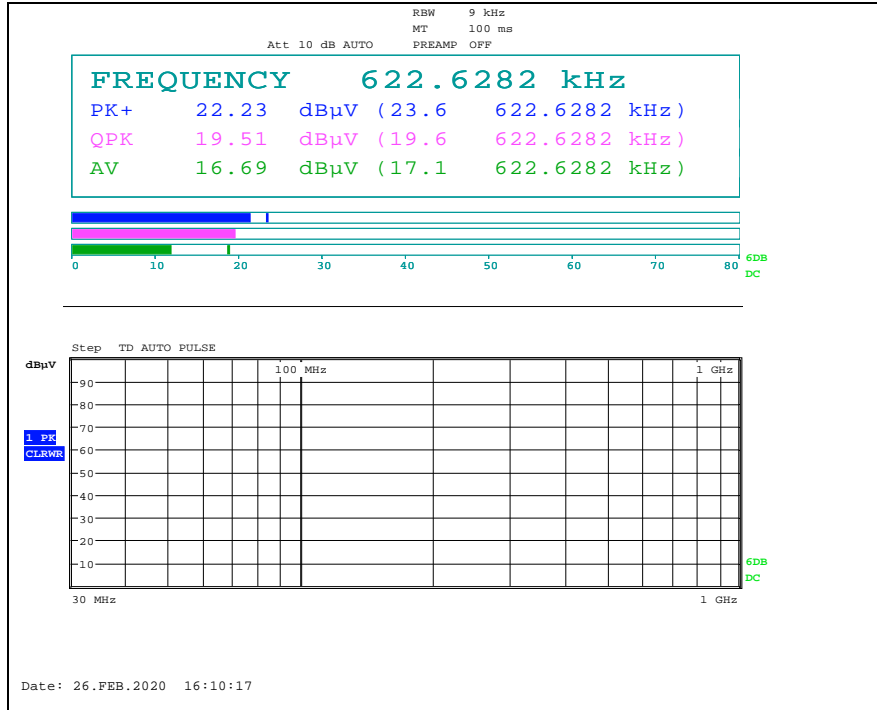 RBW 9 kHz
MT 100 ms
Att 10 dB AUTO PREAMP OFF
FREQUENCY 622.6282 kHz
PK+ 22.23 dBµV (23.6 622.6282 kHz)
QPK 19.51 dBµV (19.6 622.6282 kHz)
AV 16.69 dBµV (17.1 622.6282 kHz)
0 10 20 30 40 50 60 70 80
6DB
DC
Step TD AUTO PULSE
dBµV
100 MHz 1 GHz
90
80
70
1 PK
CLRWR
60
50
40
30
20
10
6DB
DC
30 MHz 1 GHz
Date: 26.FEB.2020 16:10:17